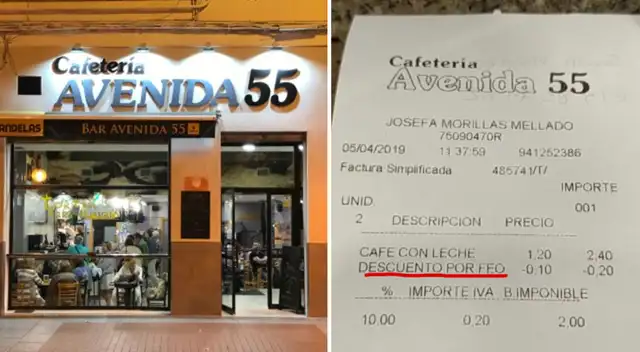 Cafetería
AVENIDA 55
ANDELAS
BAR AVENIDA 55
Cafetería
Avenida 55
JOSEFA MORILLAS MELLADO
75090470R
05/04/2019 11:37:59 941252386
Factura Simplificada 485741/T/
IMPORTE
UNID. 001
2 DESCRIPCION PRECIO
CAFE CON LECHE 1,20 2,40
DESCUENTO POR FEO -0,10 -0,20
% IMPORTE IVA B.IMPONIBLE
10,00 0,20 2,00